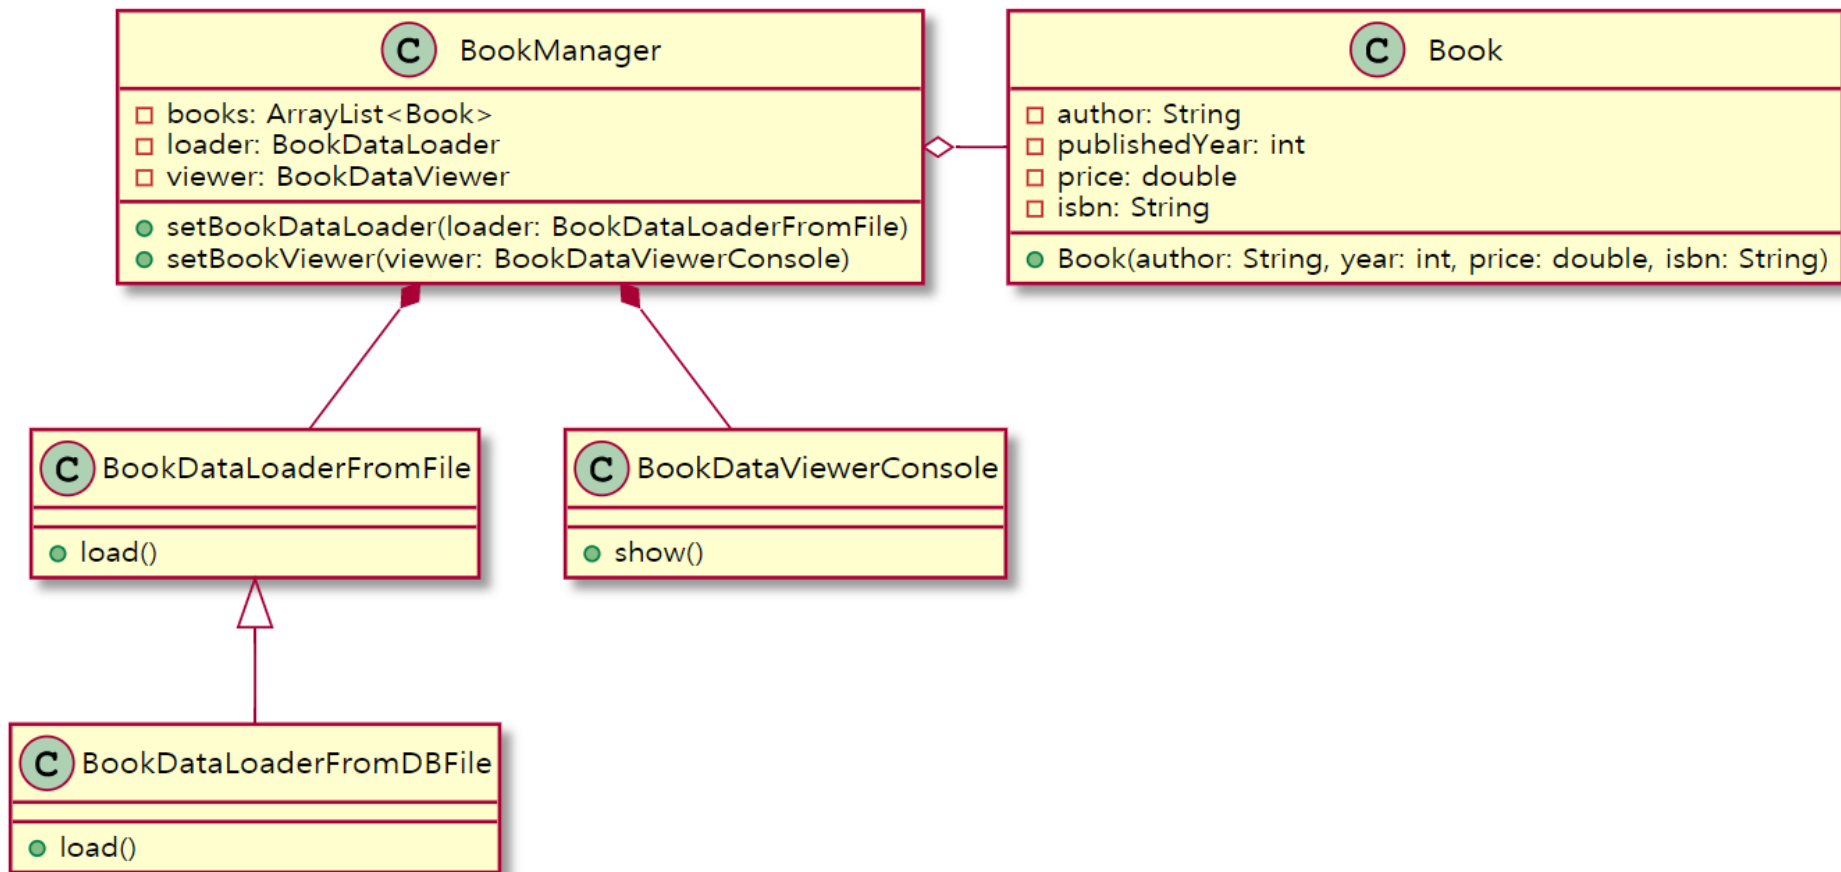 C BookManager
books: ArrayList<Book>
loader: BookDataLoader
viewer: BookDataViewer
setBookDataLoader(loader: BookDataLoaderFromFile)
setBookViewer(viewer: BookDataViewerConsole)
C Book
author: String
publishedYear: int
price: double
isbn: String
Book(author: String, year: int, price: double, isbn: String)
C BookDataLoaderFromFile
load()
C BookDataViewerConsole
show()
C BookDataLoaderFromDBFile
load()